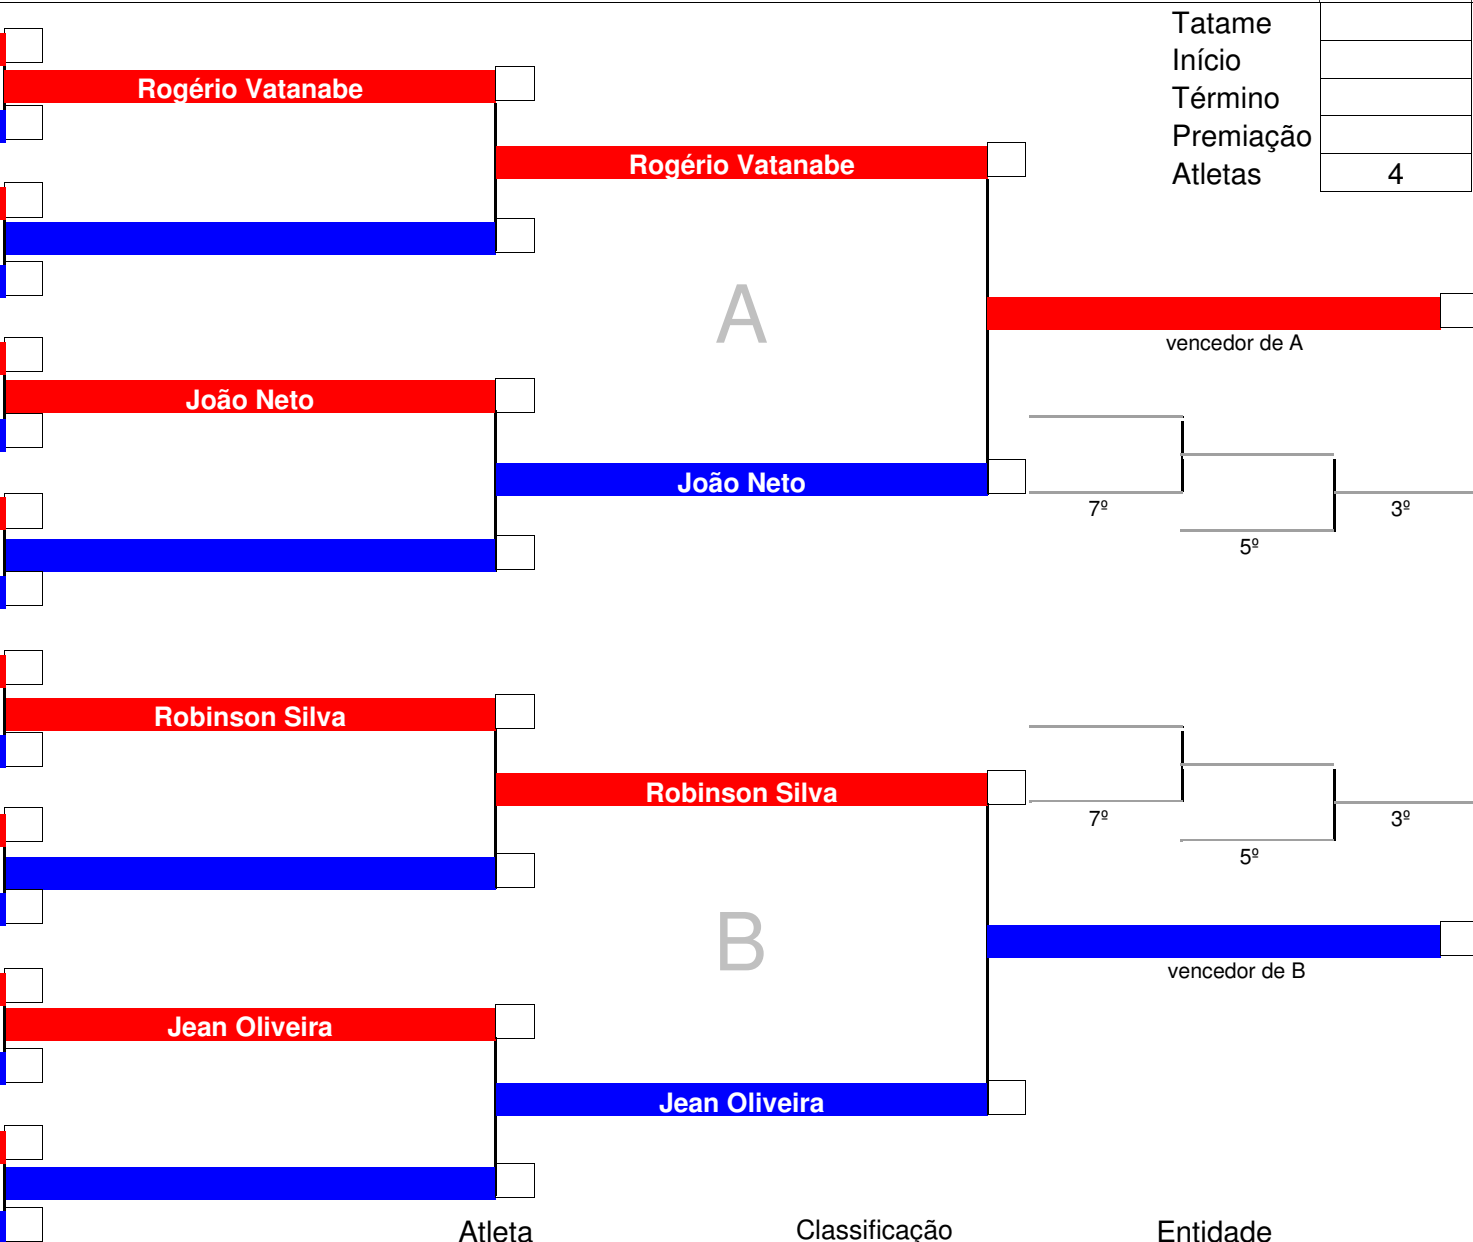 Tatame
Início
Término
Premiação
Atletas 4
Rogério Vatanabe
Rogério Vatanabe
A
vencedor de A
João Neto
João Neto
7º
3º
5º
Robinson Silva
Robinson Silva
7º
3º
5º
B
vencedor de B
Jean Oliveira
Jean Oliveira
Atleta Classificação Entidade